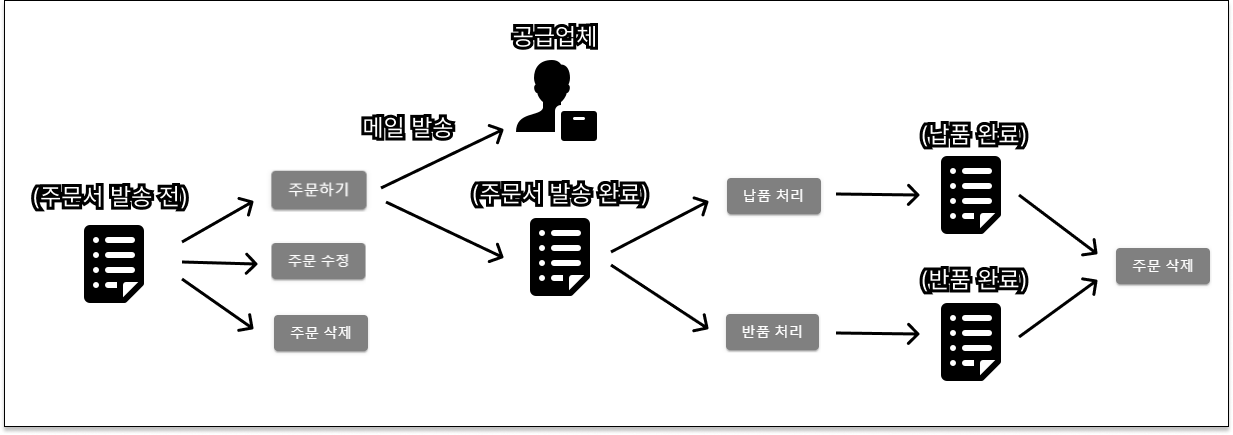 공급업체
메일 발송
(주문서 발송 전)
주문하기
주문 수정
주문 삭제
(주문서 발송 완료)
납품 처리
반품 처리
(납품 완료)
(반품 완료)
주문 삭제